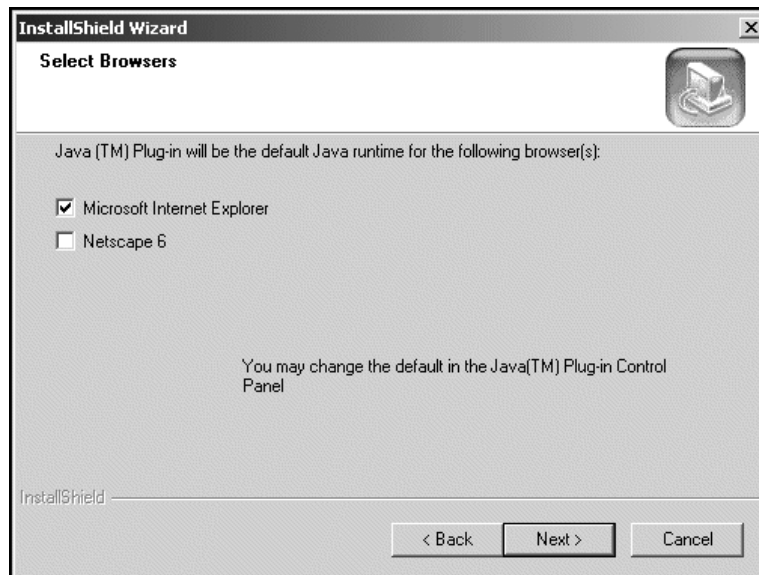 InstallShield Wizard
Select Browsers
Java (TM) Plug-in will be the default Java runtime for the following browser(s):
Microsoft Internet Explorer
Netscape 6
You may change the default in the Java(TM) Plug-in Control
Panel
InstallShield
< Back
Next >
Cancel